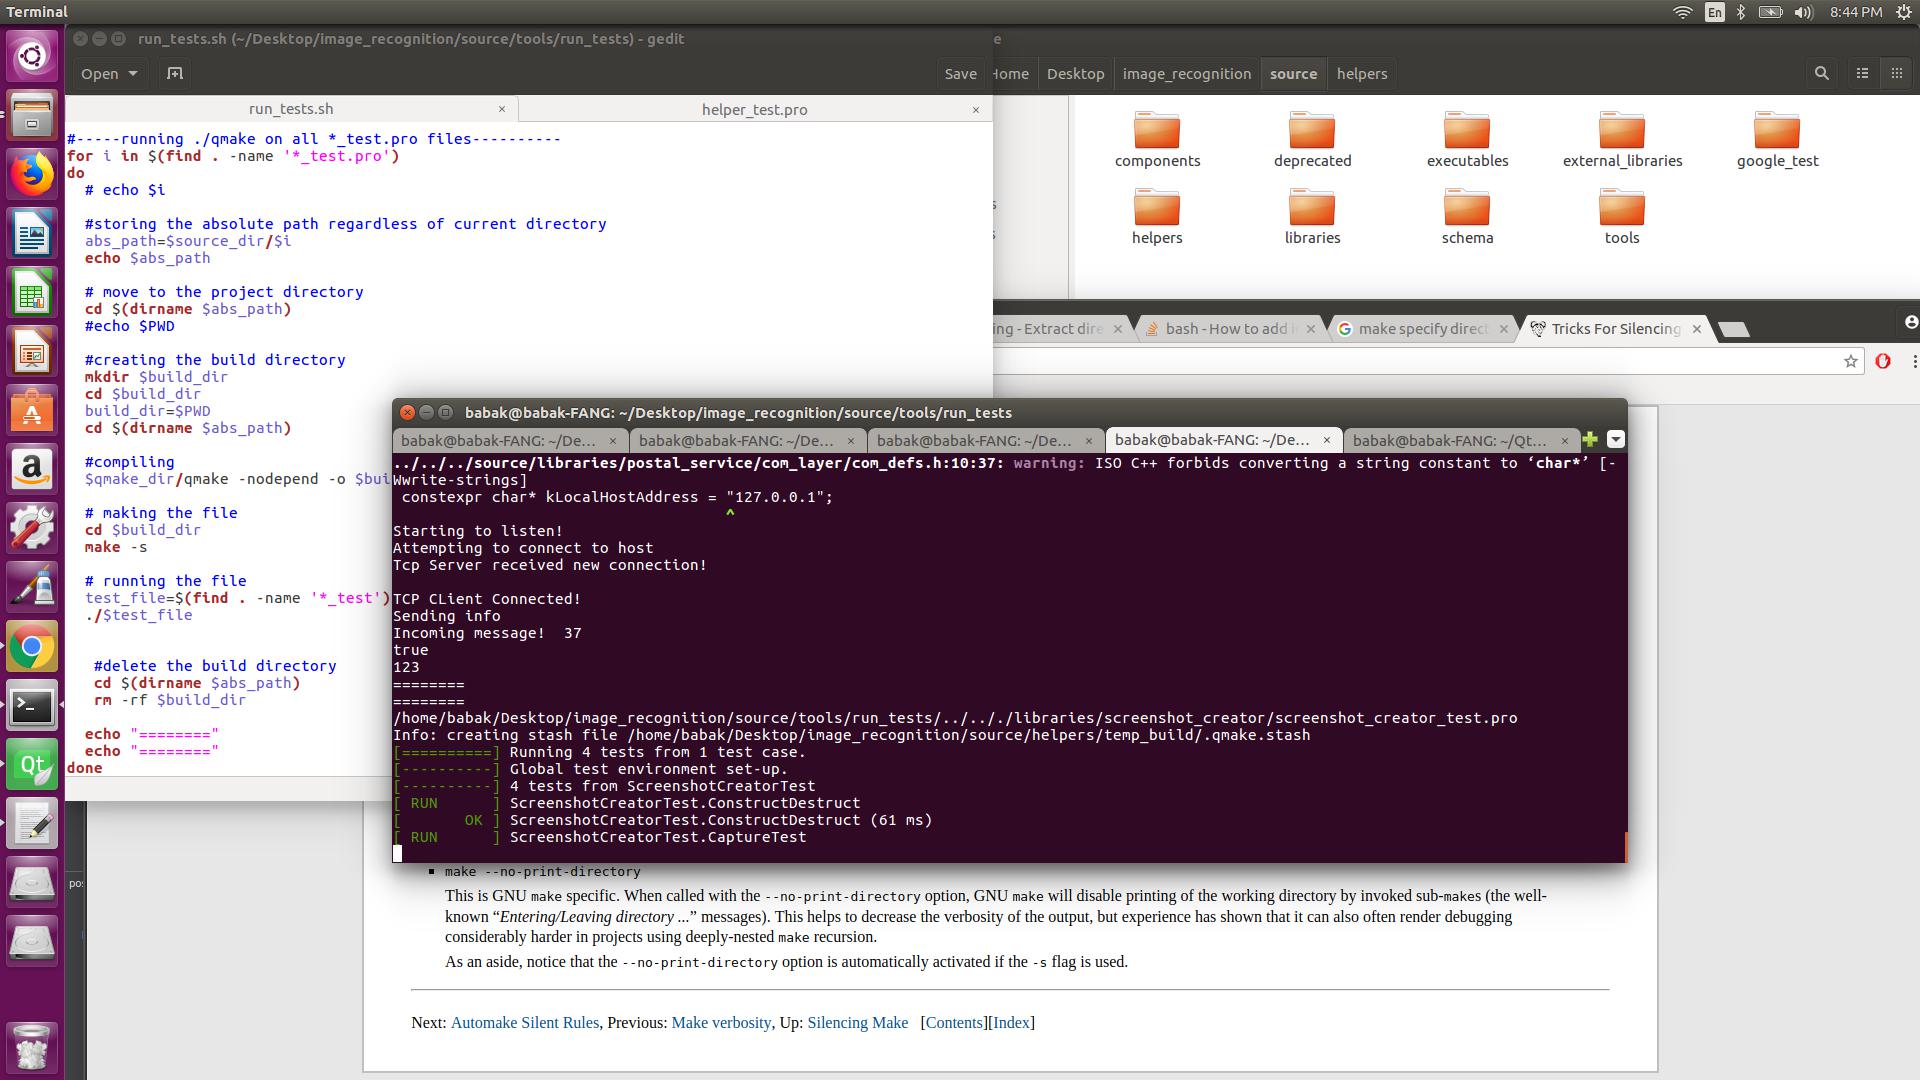 Terminal
En
8:44 PM
run_tests.sh (~/Desktop/image_recognition/source/tools/run_tests) - gedit
Open
Save
run_tests.sh
helper_test.pro
#-----running ./qmake on all *_test.pro files----------
for i in $(find . -name '*_test.pro')
do
# echo $i
#storing the absolute path regardless of current directory
abs_path=$source_dir/$i
echo $abs_path
# move to the project directory
cd $(dirname $abs_path)
#echo $PWD
#creating the build directory
mkdir $build_dir
cd $build_dir
build_dir=$PWD
cd $(dirname $abs_path)
#compiling
$qmake_dir/qmake -nodepend -o $bui
# making the file
cd $build_dir
make -s
# running the file
test_file=$(find . -name '*_test')
./$test_file
#delete the build directory
cd $(dirname $abs_path)
rm -rf $build_dir
echo "========"
echo "========"
done
Home
Desktop
image_recognition
source
helpers
components
deprecated
executables
external_libraries
google_test
helpers
libraries
schema
tools
ing - Extract dire
bash - How to add i
make specify direct
Tricks For Silencing
babak@babak-FANG: ~/Desktop/image_recognition/source/tools/run_tests
babak@babak-FANG: ~/De...
babak@babak-FANG: ~/De...
babak@babak-FANG: ~/De...
babak@babak-FANG: ~/De...
babak@babak-FANG: ~/Qt...
../../../source/libraries/postal_service/com_layer/com_defs.h:10:37: warning: ISO C++ forbids converting a string constant to ‘char*’ [-
Wwrite-strings]
constexpr char* kLocalHostAddress = "127.0.0.1";
^
Starting to listen!
Attempting to connect to host
Tcp Server received new connection!
TCP CLient Connected!
Sending info
Incoming message! 37
true
123
========
========
/home/babak/Desktop/image_recognition/source/tools/run_tests/../.././libraries/screenshot_creator/screenshot_creator_test.pro
Info: creating stash file /home/babak/Desktop/image_recognition/source/helpers/temp_build/.qmake.stash
[==========] Running 4 tests from 1 test case.
[----------] Global test environment set-up.
[----------] 4 tests from ScreenshotCreatorTest
[ RUN      ] ScreenshotCreatorTest.ConstructDestruct
[       OK ] ScreenshotCreatorTest.ConstructDestruct (61 ms)
[ RUN      ] ScreenshotCreatorTest.CaptureTest
pos
make --no-print-directory
This is GNU make specific. When called with the --no-print-directory option, GNU make will disable printing of the working directory by invoked sub-makes (the well-
known “Entering/Leaving directory ...” messages). This helps to decrease the verbosity of the output, but experience has shown that it can also often render debugging
considerably harder in projects using deeply-nested make recursion.
As an aside, notice that the --no-print-directory option is automatically activated if the -s flag is used.
Next: Automake Silent Rules, Previous: Make verbosity, Up: Silencing Make [Contents][Index]